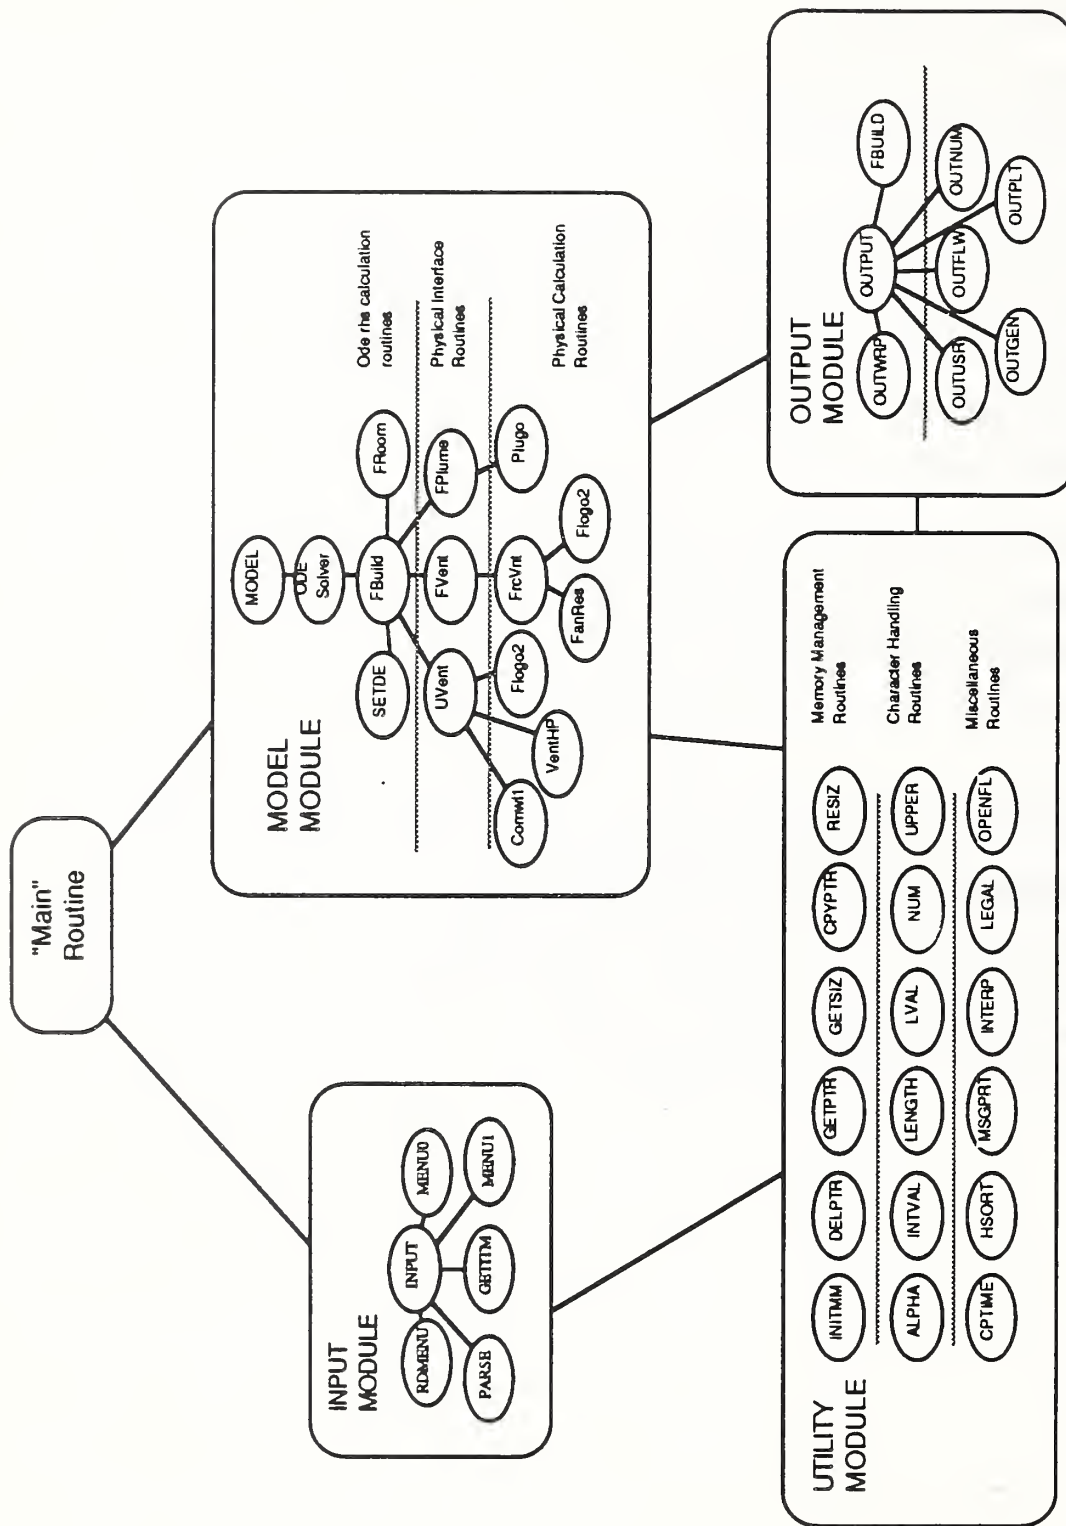 "Main"
Routine
INPUT
MODULE
RDMENU
INPUT
MENU0
PARSE
GETITM
MENU1
MODEL
MODULE
MODEL
ODE
Solver
SETDE
FBuild
FRoom
Ode rhs calculation
routines
UVent
FVent
FPlume
Physical Interface
Routines
Comwl1
VentHP
Flogo2
FrcVnt
FanRes
Flogo2
Plugo
Physical Calculation
Routines
UTILITY
MODULE
INITMM
DELPTR
GETPTR
GETSIZ
CPYPTR
RESIZ
Memory Management
Routines
ALPHA
INTVAL
LENGTH
LVAL
NUM
UPPER
Character Handling
Routines
CPTIME
HSORT
MSGPRT
INTERP
LEGAL
OPENFL
Miscellaneous
Routines
OUTPUT
MODULE
OUTWRP
OUTPUT
FBUILD
OUTUSR
OUTFLW
OUTNUM
OUTGEN
OUTPLT